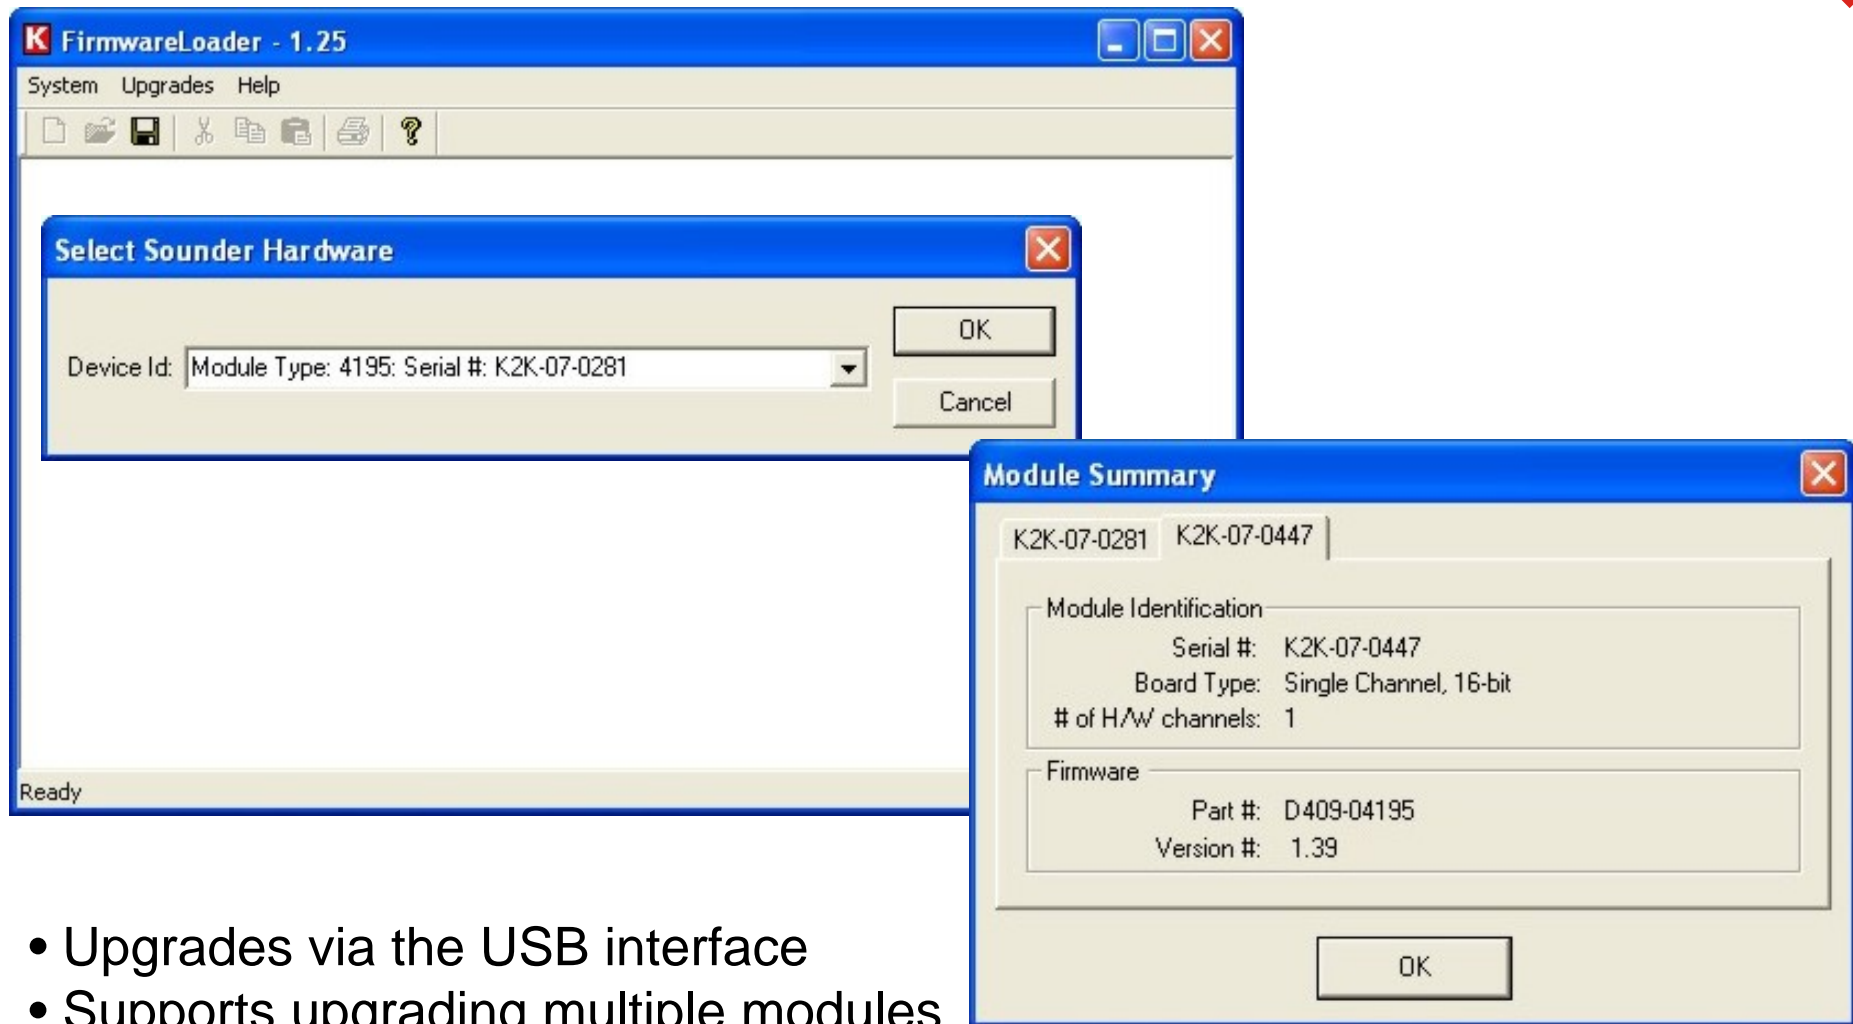 K FirmwareLoader - 1.25
System Upgrades Help
Select Sounder Hardware
OK
Device Id: Module Type: 4195: Serial #: K2K-07-0281
Cancel
Module Summary
K2K-07-0281 K2K-07-0447
Module Identification
Serial #: K2K-07-0447
Board Type: Single Channel, 16-bit
# of H/W channels: 1
Firmware
Part #: D409-04195
Version #: 1.39
OK
Ready
• Upgrades via the USB interface
• Supports upgrading multiple modules